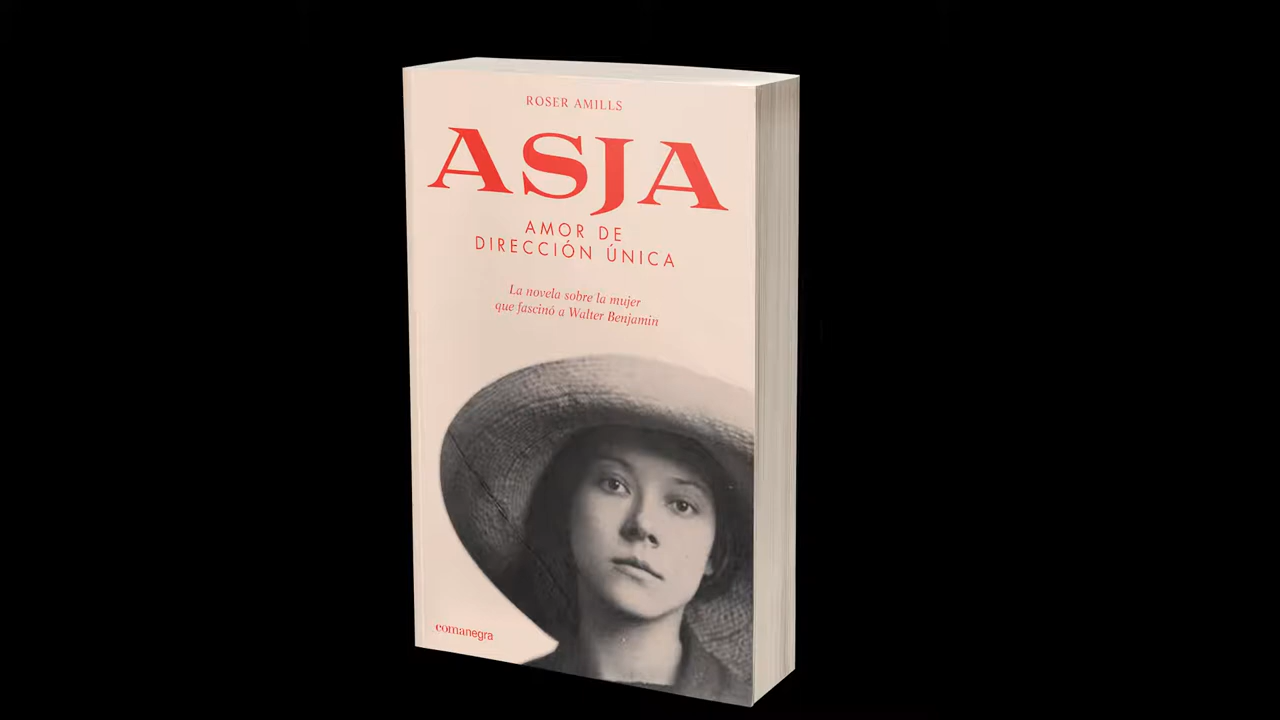 ROSER AMILLS
ASJA
AMOR DE
DIRECCIÓN ÚNICA
La novela sobre la mujer
que fascinó a Walter Benjamin
comanegra